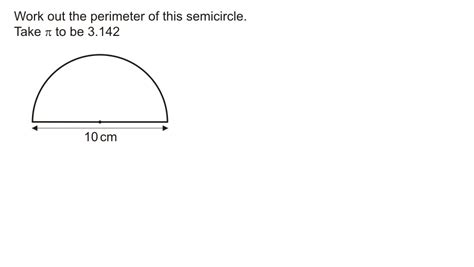 Work out the perimeter of this semicircle.
Take π to be 3.142
10 cm